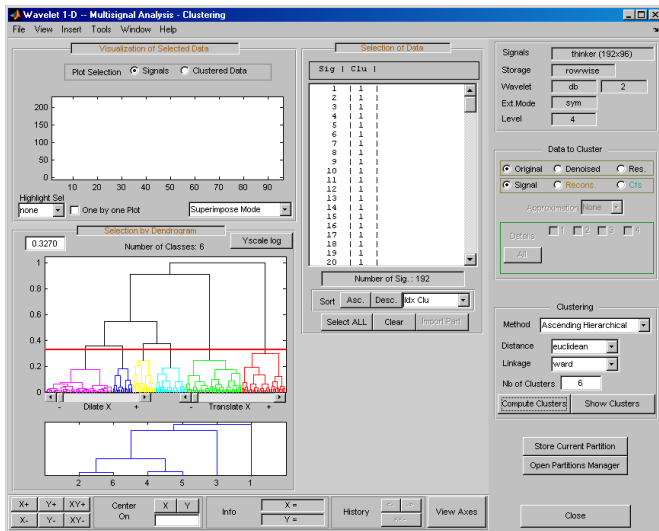 Wavelet 1-D -- Multisignal Analysis - Clustering
File View Insert Tools Window Help
Visualization of Selected Data
Plot Selection Signals Clustered Data
200
150
100
50
0
10 20 30 40 50 60 70 80 90
Highlight Sel
none One by one Plot Superimpose Mode
Selection by Dendrogram
0.3270 Number of Classes: 6 Yscale log
1
0.8
0.6
0.4
0.2
0
- Dilate X + - Translate X +
2 6 4 5 3 1
Selection of Data
Sig | Clu |
1 | 1 |
2 | 1 |
3 | 1 |
4 | 1 |
5 | 1 |
6 | 1 |
7 | 1 |
8 | 1 |
9 | 1 |
10 | 1 |
11 | 1 |
12 | 1 |
13 | 1 |
14 | 1 |
15 | 1 |
16 | 1 |
17 | 1 |
18 | 1 |
19 | 1 |
20 | 1 |
Number of Sig. : 192
Sort Asc. Desc. Idx Clu
Select ALL Clear Import Part
Signals thinker (192x96)
Storage rowwise
Wavelet db 2
Ext.Mode sym
Level 4
Data to Cluster
Original Denoised Res.
Signal Recons. Cfs
Approximation None
Details 1 2 3 4
All
Clustering
Method Ascending Hierarchical
Distance euclidean
Linkage ward
Nb of Clusters 6
Compute Clusters Show Clusters
Store Current Partition
Open Partitions Manager
X+ Y+ XY+
X- Y- XY-
Center On X Y
Info X =
Y =
History <- ->
<<-
View Axes
Close